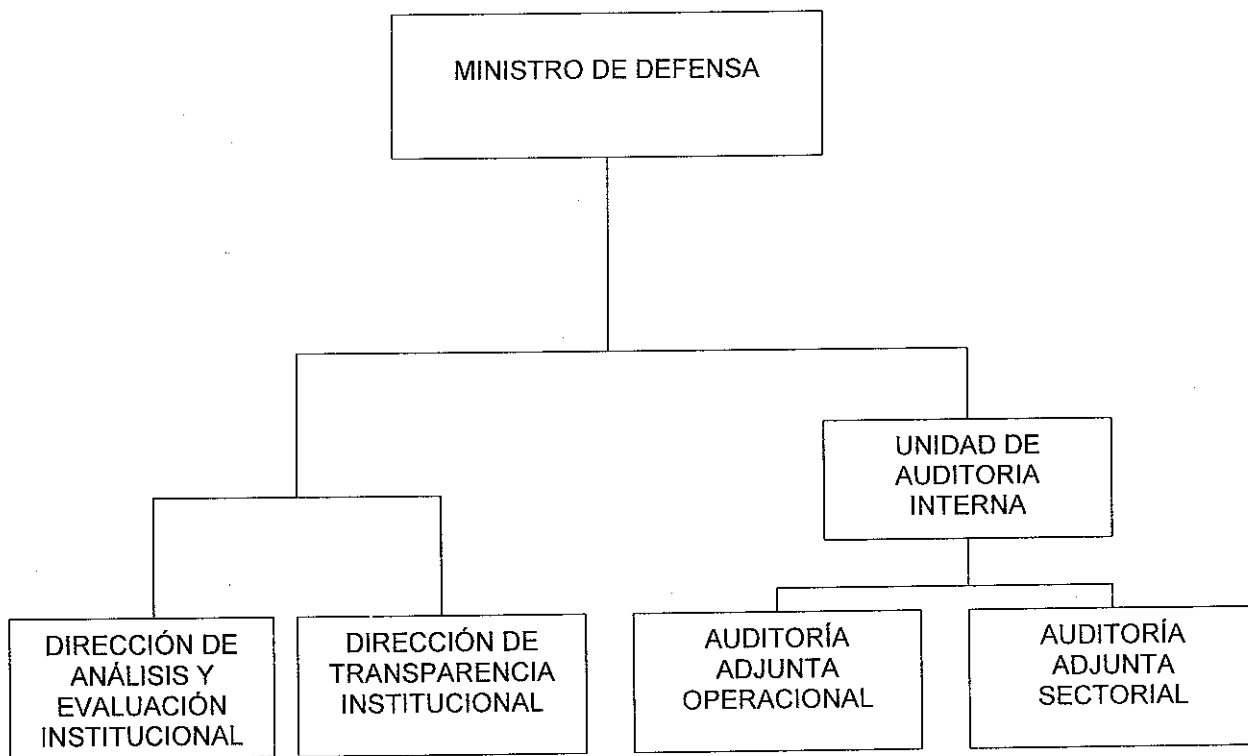 MINISTRO DE DEFENSA
UNIDAD DE
AUDITORIA
INTERNA
DIRECCIÓN DE
ANÁLISIS Y
EVALUACIÓN
INSTITUCIONAL
DIRECCIÓN DE
TRANSPARENCIA
INSTITUCIONAL
AUDITORÍA
ADJUNTA
OPERACIONAL
AUDITORÍA
ADJUNTA
SECTORIAL